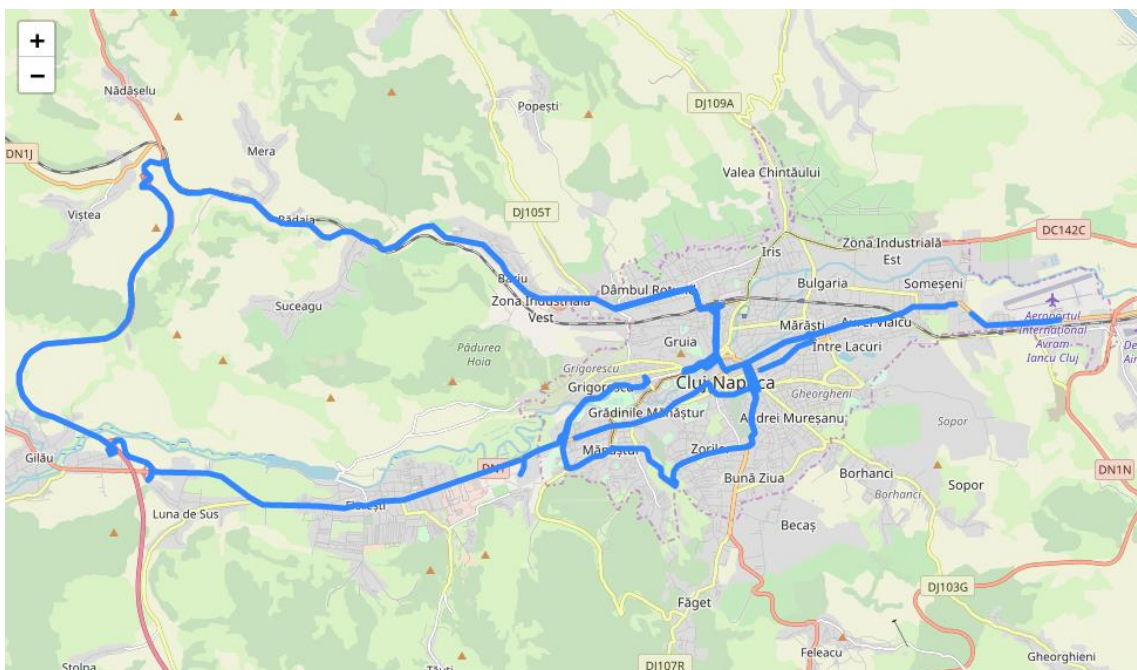 +
−
Nădășelu
DN1J
Mera
Popești
DJ109A
Valea Chintăului
Viștea
Rădaia
DJ105T
DC142C
Iris
Zona Industrială
Est
Baciu
Dâmbul Rotund
Bulgaria
Someșeni
Suceagu
Zona Industrială
Vest
Aeroportul
Internațional
Avram
Iancu Cluj
Mărăști
Aurel Vlaicu
Între Lacuri
Gruia
Pădurea
Hoia
Grigorescu
Grigorescu
Cluj-Napoca
Gheorgheni
Grădinile Mănăștur
Andrei Mureșanu
Sopor
Gilău
Mănăștur
Zorilor
DN1
DN1N
Bună Ziua
Borhanci
Sopor
Borhanci
Florești
Luna de Sus
Becaș
DJ103G
Făget
Feleacu
Gheorghieni
DJ107R